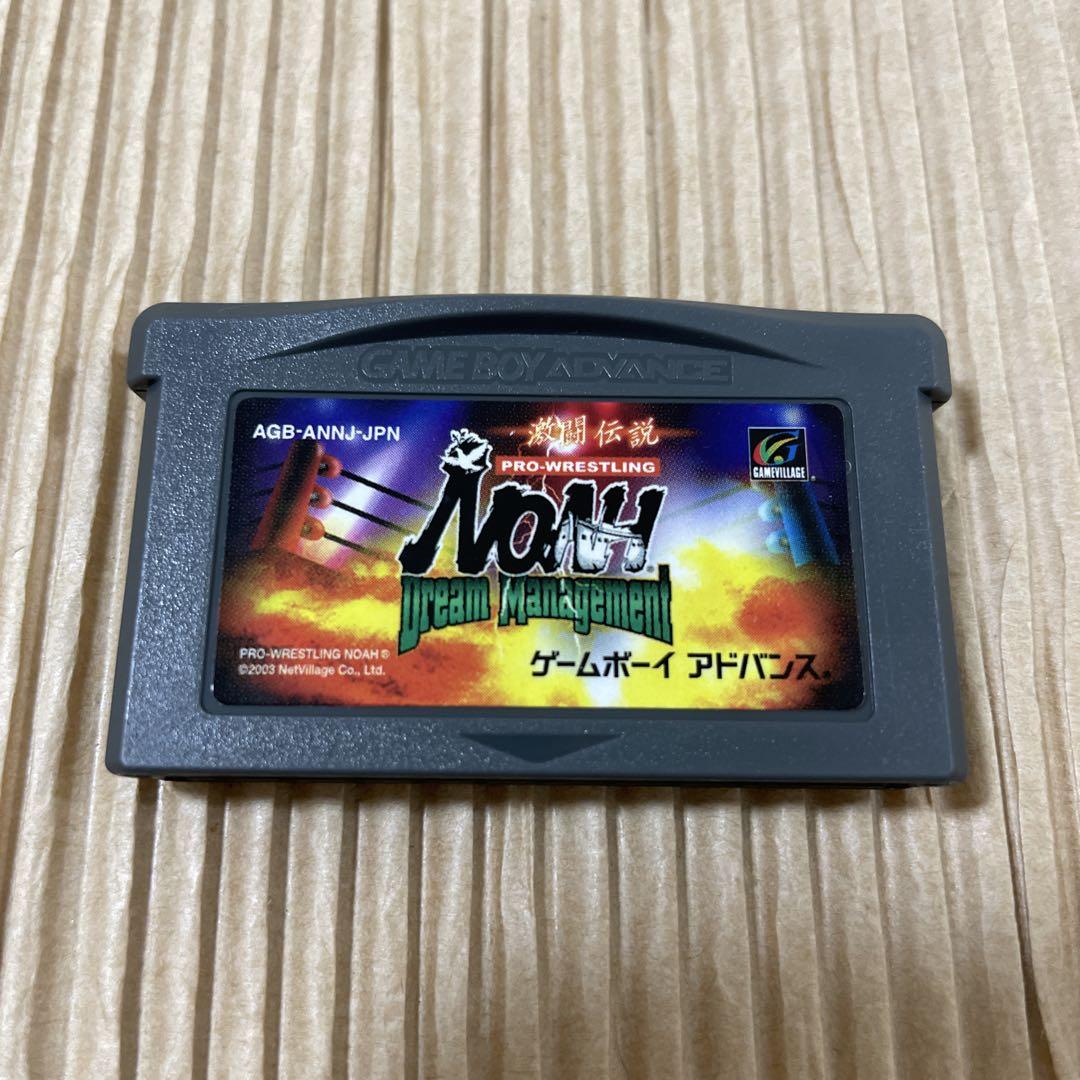 GAME BOY ADVANCE
AGB-ANNJ-JPN
激闘伝説
PRO-WRESTLING
NOAH
Dream Management
GAMEVILLAGE
PRO-WRESTLING NOAH®
©2003 NetVillage Co., Ltd.
ゲームボーイ アドバンス®